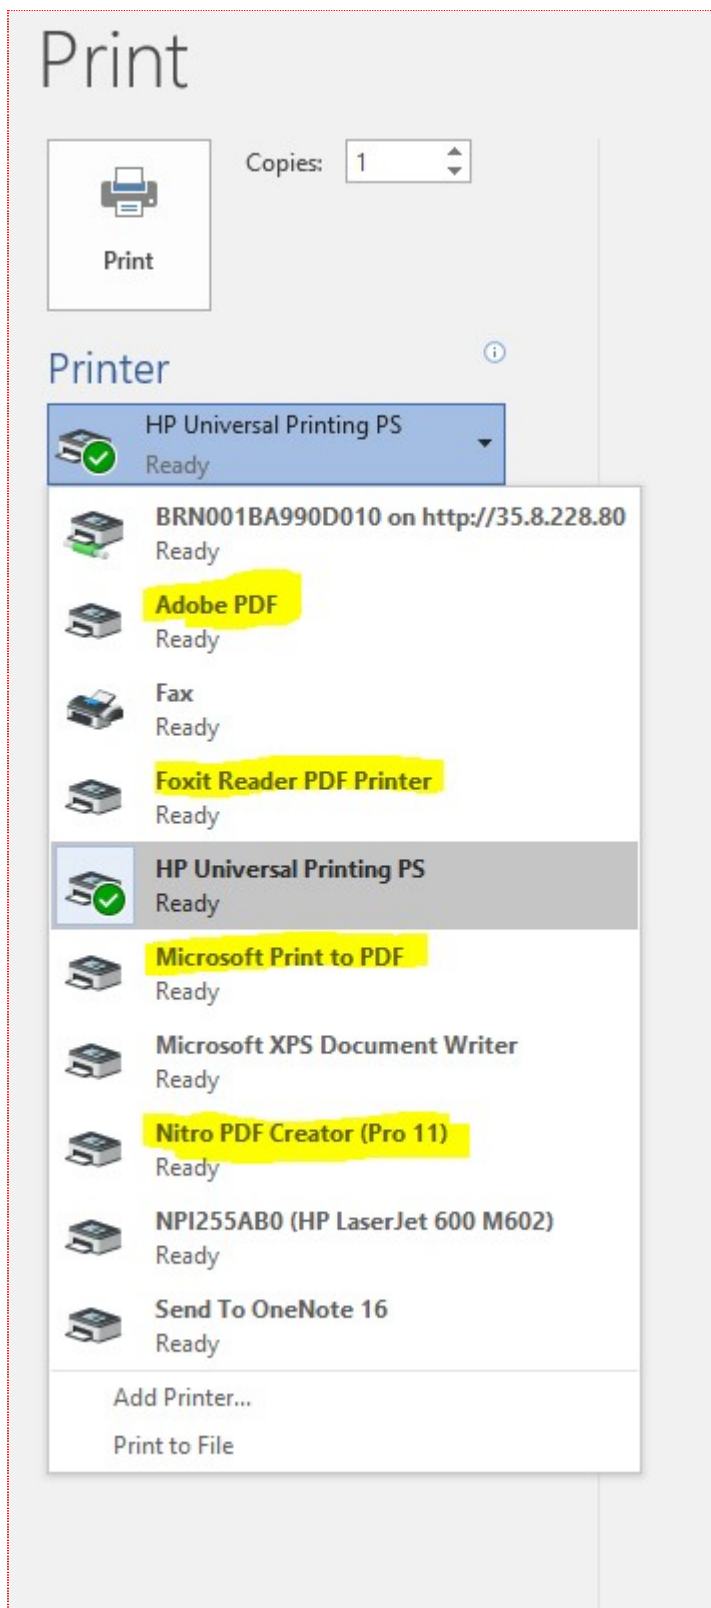 Print
Copies: 1
Print
Printer
HP Universal Printing PS
Ready
BRN001BA990D010 on http://35.8.228.80
Ready
Adobe PDF
Ready
Fax
Ready
Foxit Reader PDF Printer
Ready
HP Universal Printing PS
Ready
Microsoft Print to PDF
Ready
Microsoft XPS Document Writer
Ready
Nitro PDF Creator (Pro 11)
Ready
NPI255AB0 (HP LaserJet 600 M602)
Ready
Send To OneNote 16
Ready
Add Printer...
Print to File